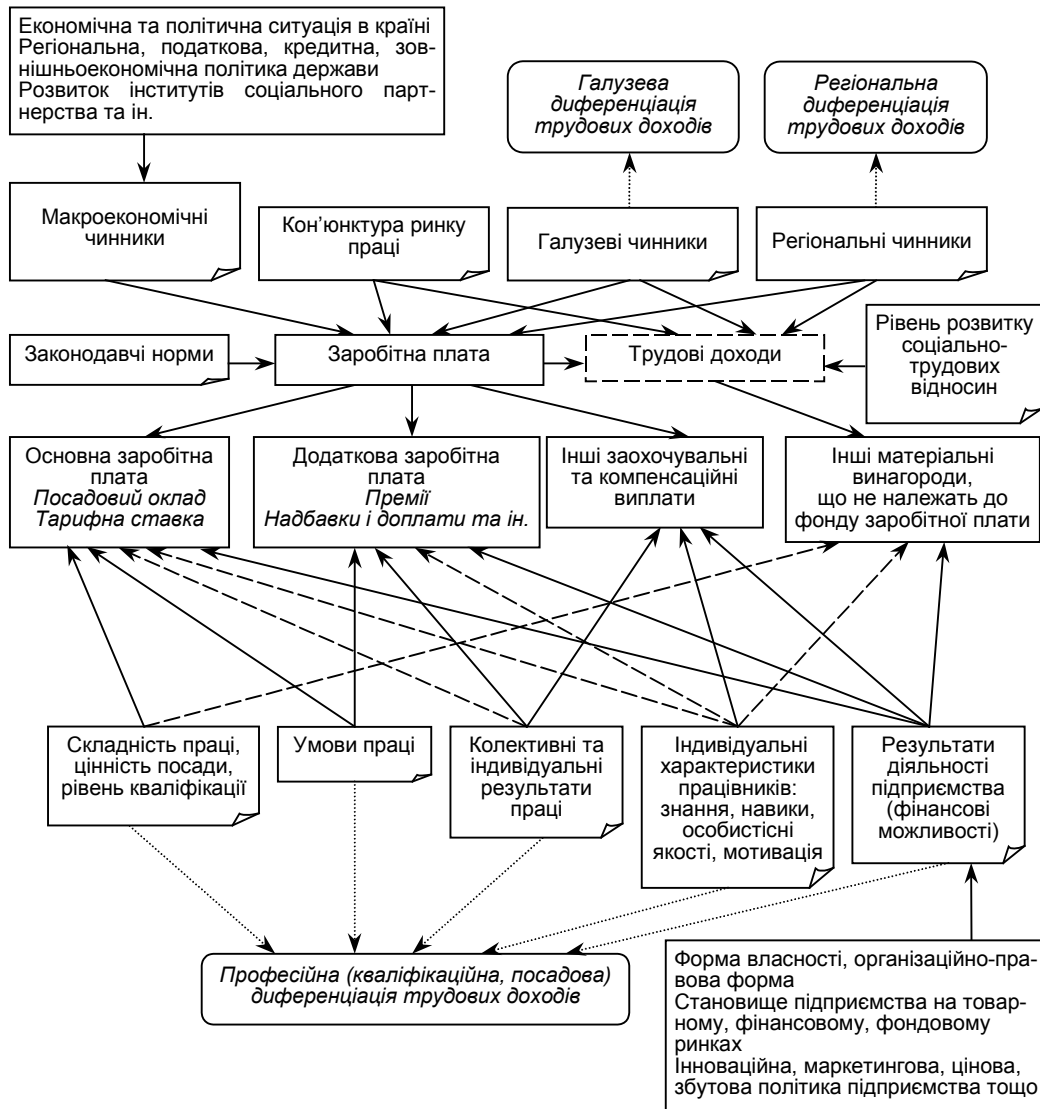 Економічна та політична ситуація в країні
Регіональна, податкова, кредитна, зов-
нішньоекономічна політика держави
Розвиток інститутів соціального парт-
нерства та ін.
Галузева
диференціація
трудових доходів
Регіональна
диференціація
трудових доходів
Макроекономічні
чинники
Кон’юнктура ринку
праці
Галузеві чинники
Регіональні чинники
Законодавчі норми
Заробітна плата
Трудові доходи
Рівень розвитку
соціально-
трудових
відносин
Основна заробітна
плата
Посадовий оклад
Тарифна ставка
Додаткова заробітна
плата
Премії
Надбавки і доплати та ін.
Інші заохочувальні
та компенсаційні
виплати
Інші матеріальні
винагороди,
що не належать до
фонду заробітної плати
Складність праці,
цінність посади,
рівень кваліфікації
Умови праці
Колективні та
індивідуальні
результати
праці
Індивідуальні
характеристики
працівників:
знання, навики,
особистісні
якості, мотивація
Результати
діяльності
підприємства
(фінансові
можливості)
Професійна (кваліфікаційна, посадова)
диференціація трудових доходів
Форма власності, організаційно-пра-
вова форма
Становище підприємства на товар-
ному, фінансовому, фондовому
ринках
Інноваційна, маркетингова, цінова,
збутова політика підприємства тощо